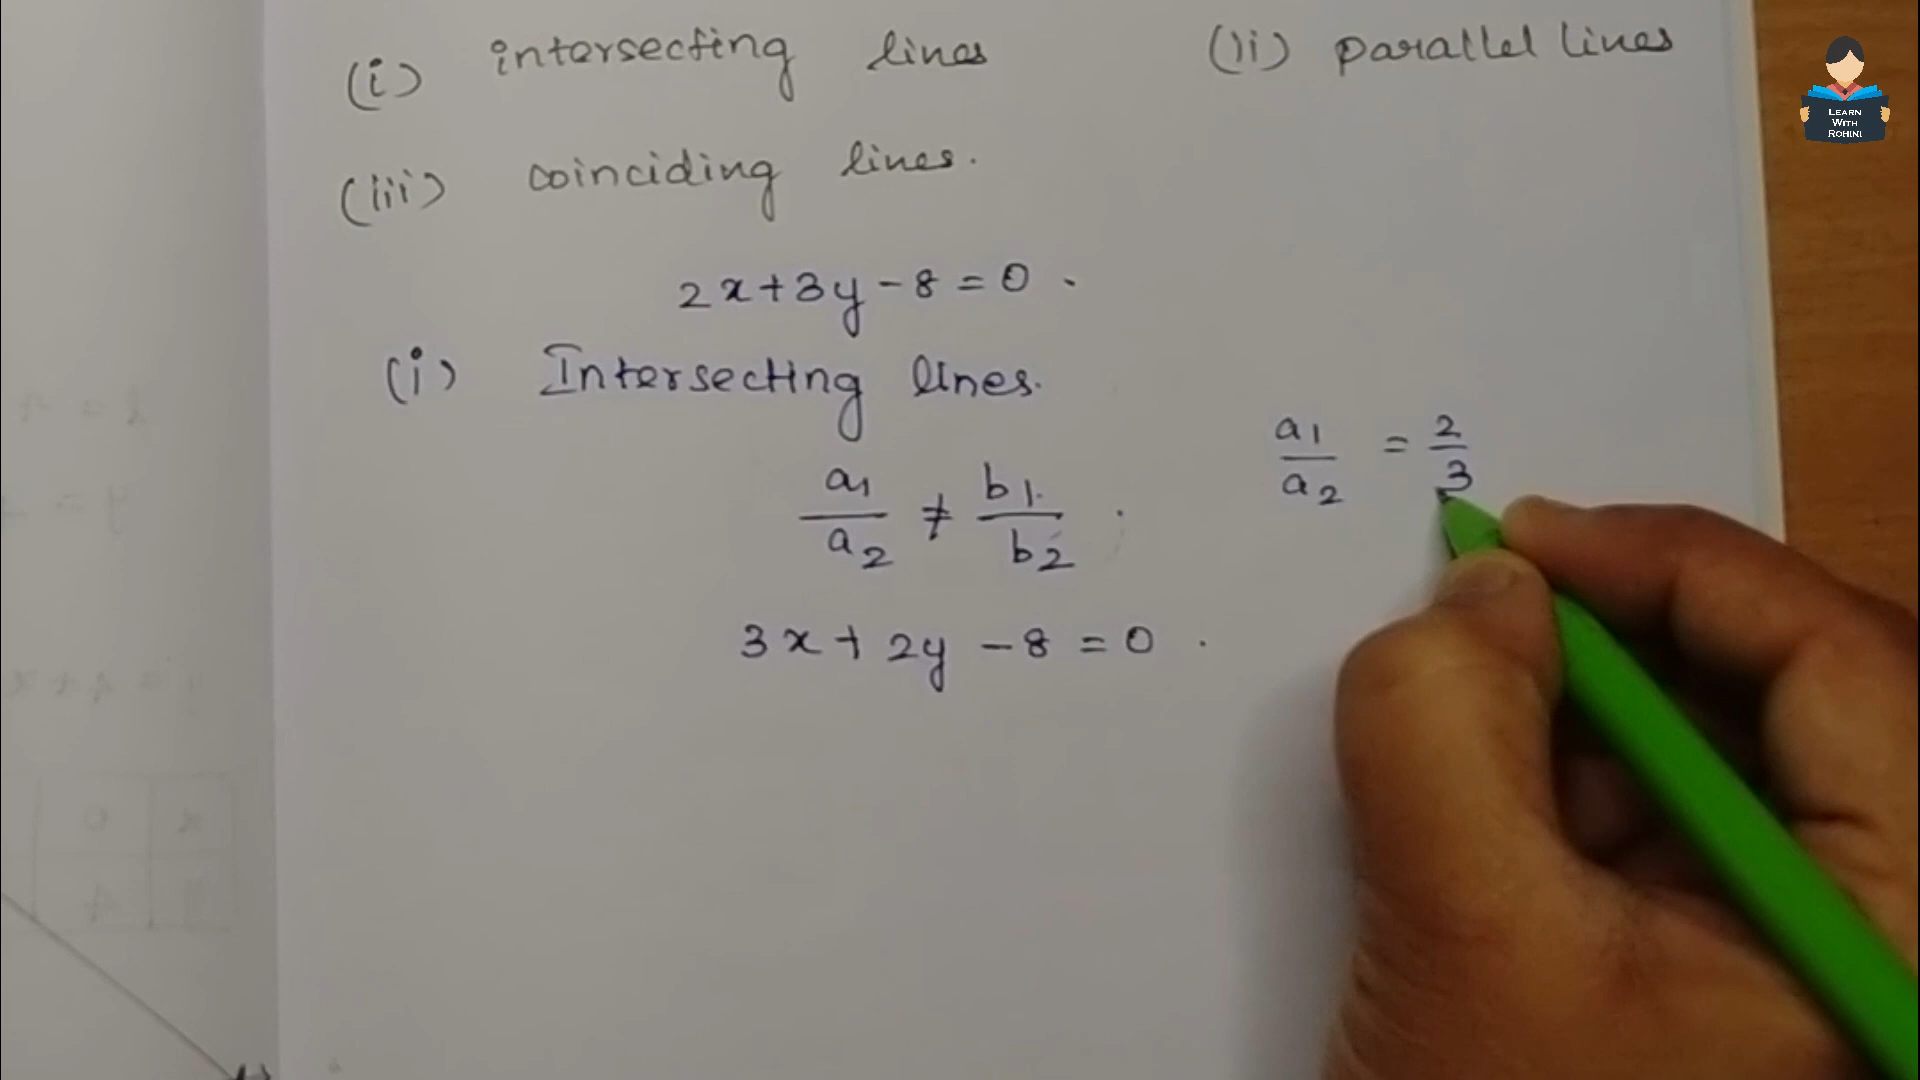 (i) intersecting lines (ii) parallel lines
LEARN
WITH
ROHINI
(iii) coinciding lines.
2x+3y-8=0.
(i) Intersecting lines.
a1/a2 ≠ b1/b2
a1/a2 = 2/3
3x+2y-8=0.